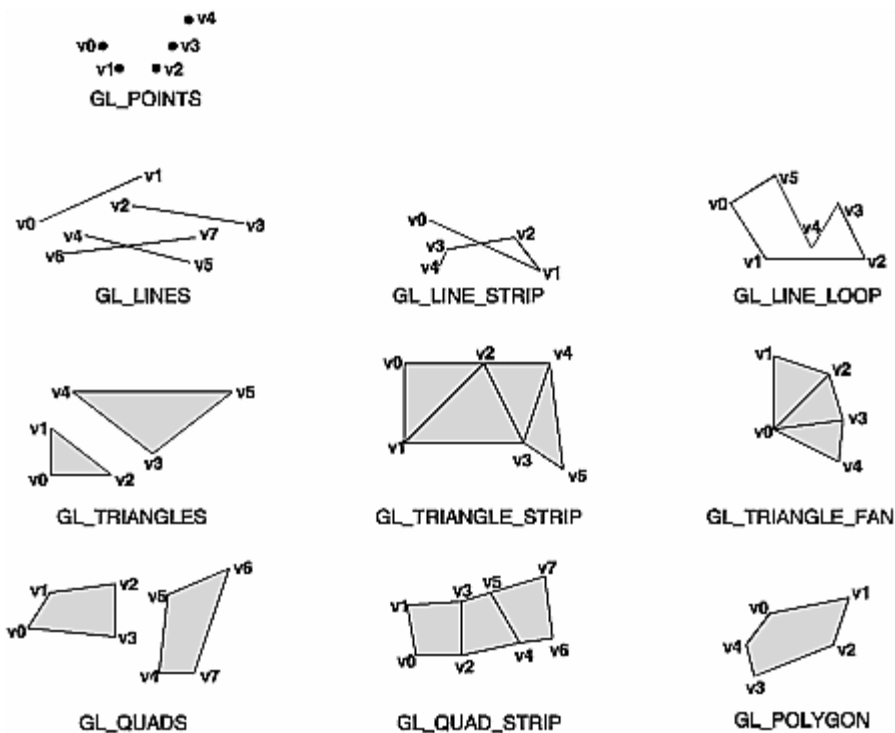 v4
v0 v3
v1 v2
GL_POINTS
v1
v2
v0 v3
v4 v7
v6 v5
GL_LINES
v0
v2
v3
v4 v1
GL_LINE_STRIP
v5
v0 v3
v4
v1 v2
GL_LINE_LOOP
v4 v5
v1
v3
v0 v2
GL_TRIANGLES
v0 v2 v4
v1 v3
v5
GL_TRIANGLE_STRIP
v1
v2
v3
v0
v4
GL_TRIANGLE_FAN
v6
v1 v2 v5
v0 v3
v4 v7
GL_QUADS
v7
v3 v5
v1
v0 v2 v4 v6
GL_QUAD_STRIP
v0 v1
v4 v2
v3
GL_POLYGON